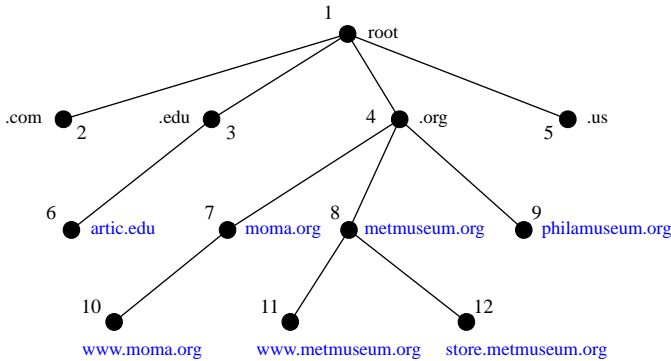 1
root
.com
2
.edu
3
4
.org
5
.us
6
artic.edu
7
moma.org
8
metmuseum.org
9
philamuseum.org
10
www.moma.org
11
www.metmuseum.org
12
store.metmuseum.org